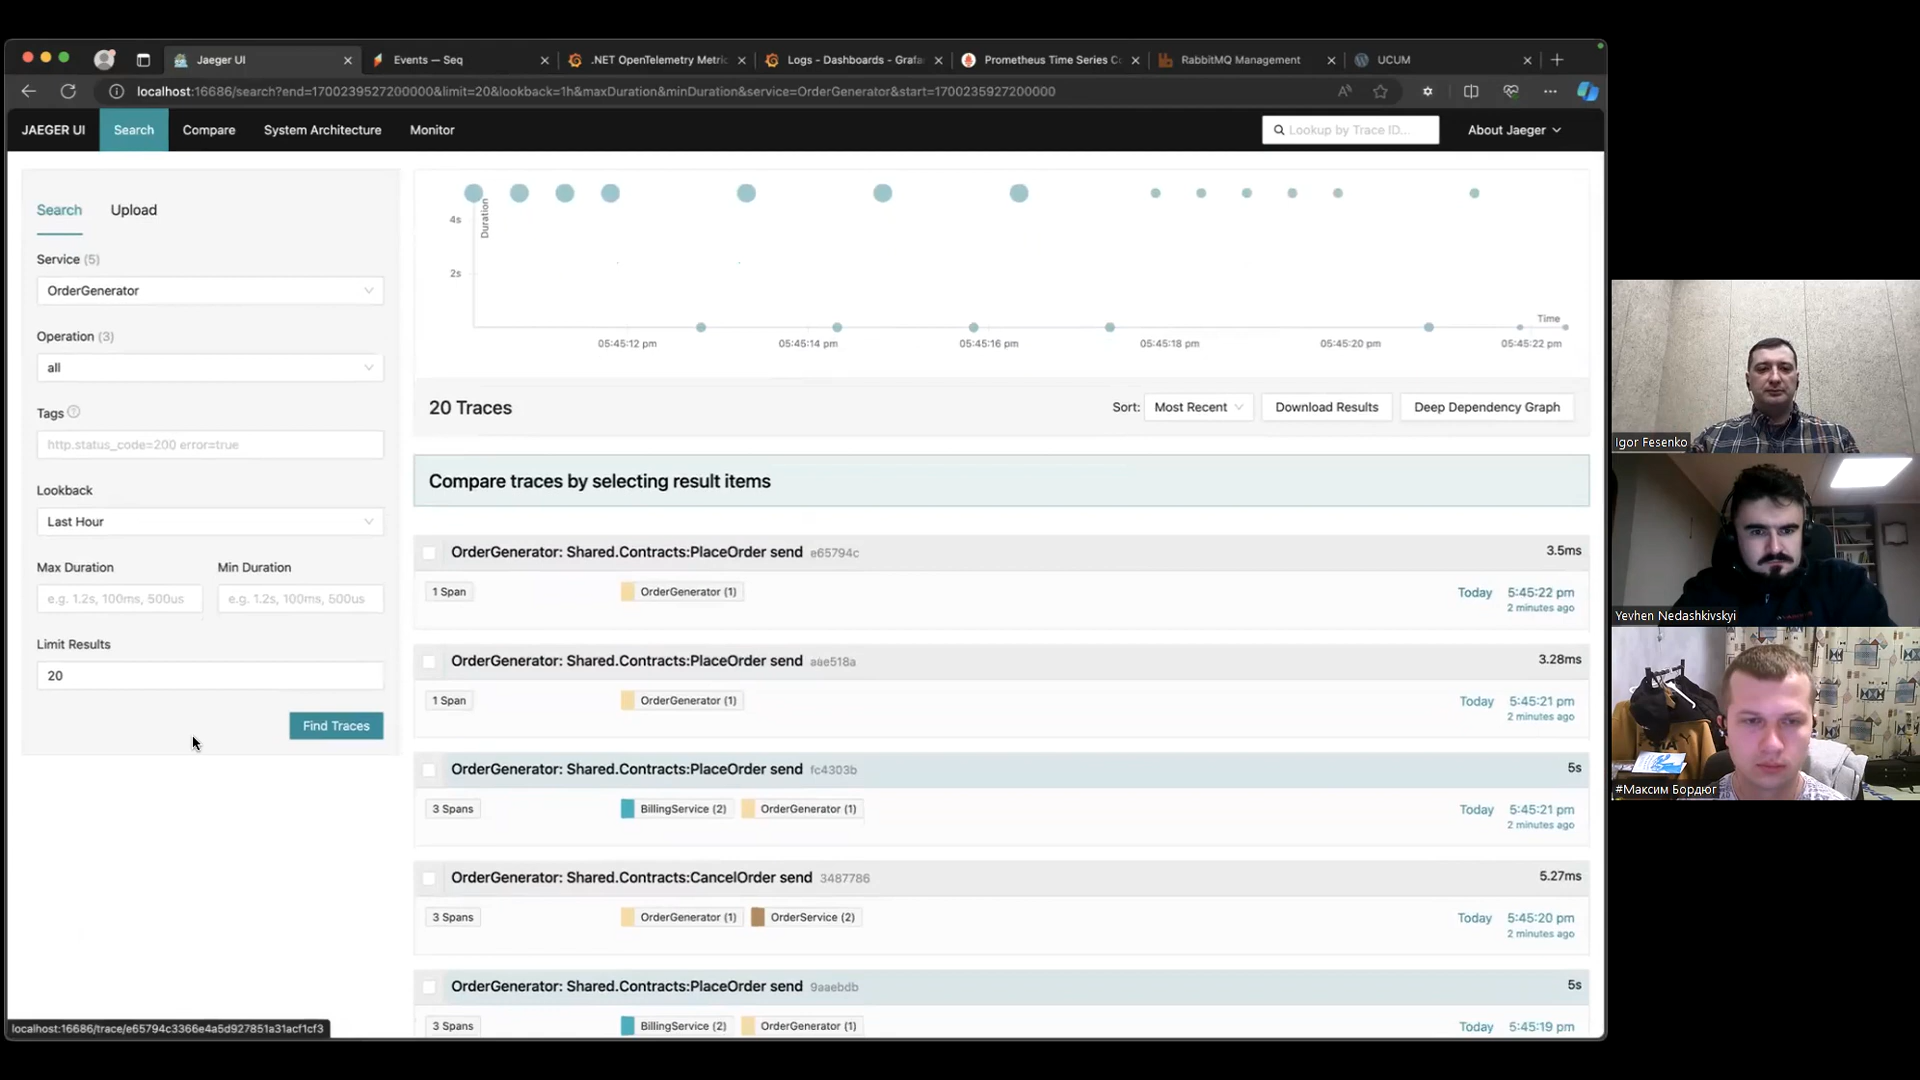 Jaeger UI
Events — Seq
.NET OpenTelemetry Metric
Logs - Dashboards - Grafa
Prometheus Time Series Co
RabbitMQ Management
UCUM
localhost:16686/search?end=1700239527200000&limit=20&lookback=1h&maxDuration&minDuration&service=OrderGenerator&start=1700235927200000
JAEGER UI
Search
Compare
System Architecture
Monitor
Lookup by Trace ID...
About Jaeger
Search
Upload
Service (5)
OrderGenerator
Operation (3)
all
Tags
http.status_code=200 error=true
Lookback
Last Hour
Max Duration
Min Duration
e.g. 1.2s, 100ms, 500us
e.g. 1.2s, 100ms, 500us
Limit Results
20
Find Traces
Duration
4s
2s
Time
05:45:12 pm
05:45:14 pm
05:45:16 pm
05:45:18 pm
05:45:20 pm
05:45:22 pm
20 Traces
Sort:
Most Recent
Download Results
Deep Dependency Graph
Compare traces by selecting result items
OrderGenerator: Shared.Contracts:PlaceOrder send e65794c
3.5ms
1 Span
OrderGenerator (1)
Today
5:45:22 pm
2 minutes ago
OrderGenerator: Shared.Contracts:PlaceOrder send aae518a
3.28ms
1 Span
OrderGenerator (1)
Today
5:45:21 pm
2 minutes ago
OrderGenerator: Shared.Contracts:PlaceOrder send fc4303b
5s
3 Spans
BillingService (2)
OrderGenerator (1)
Today
5:45:21 pm
2 minutes ago
OrderGenerator: Shared.Contracts:CancelOrder send 3487786
5.27ms
3 Spans
OrderGenerator (1)
OrderService (2)
Today
5:45:20 pm
2 minutes ago
OrderGenerator: Shared.Contracts:PlaceOrder send 9aaebdb
5s
3 Spans
BillingService (2)
OrderGenerator (1)
Today
5:45:19 pm
localhost:16686/trace/e65794c3366e4a5d927851a31acf1cf3
Igor Fesenko
Yevhen Nedashkivskyi
#Максим Бордюг